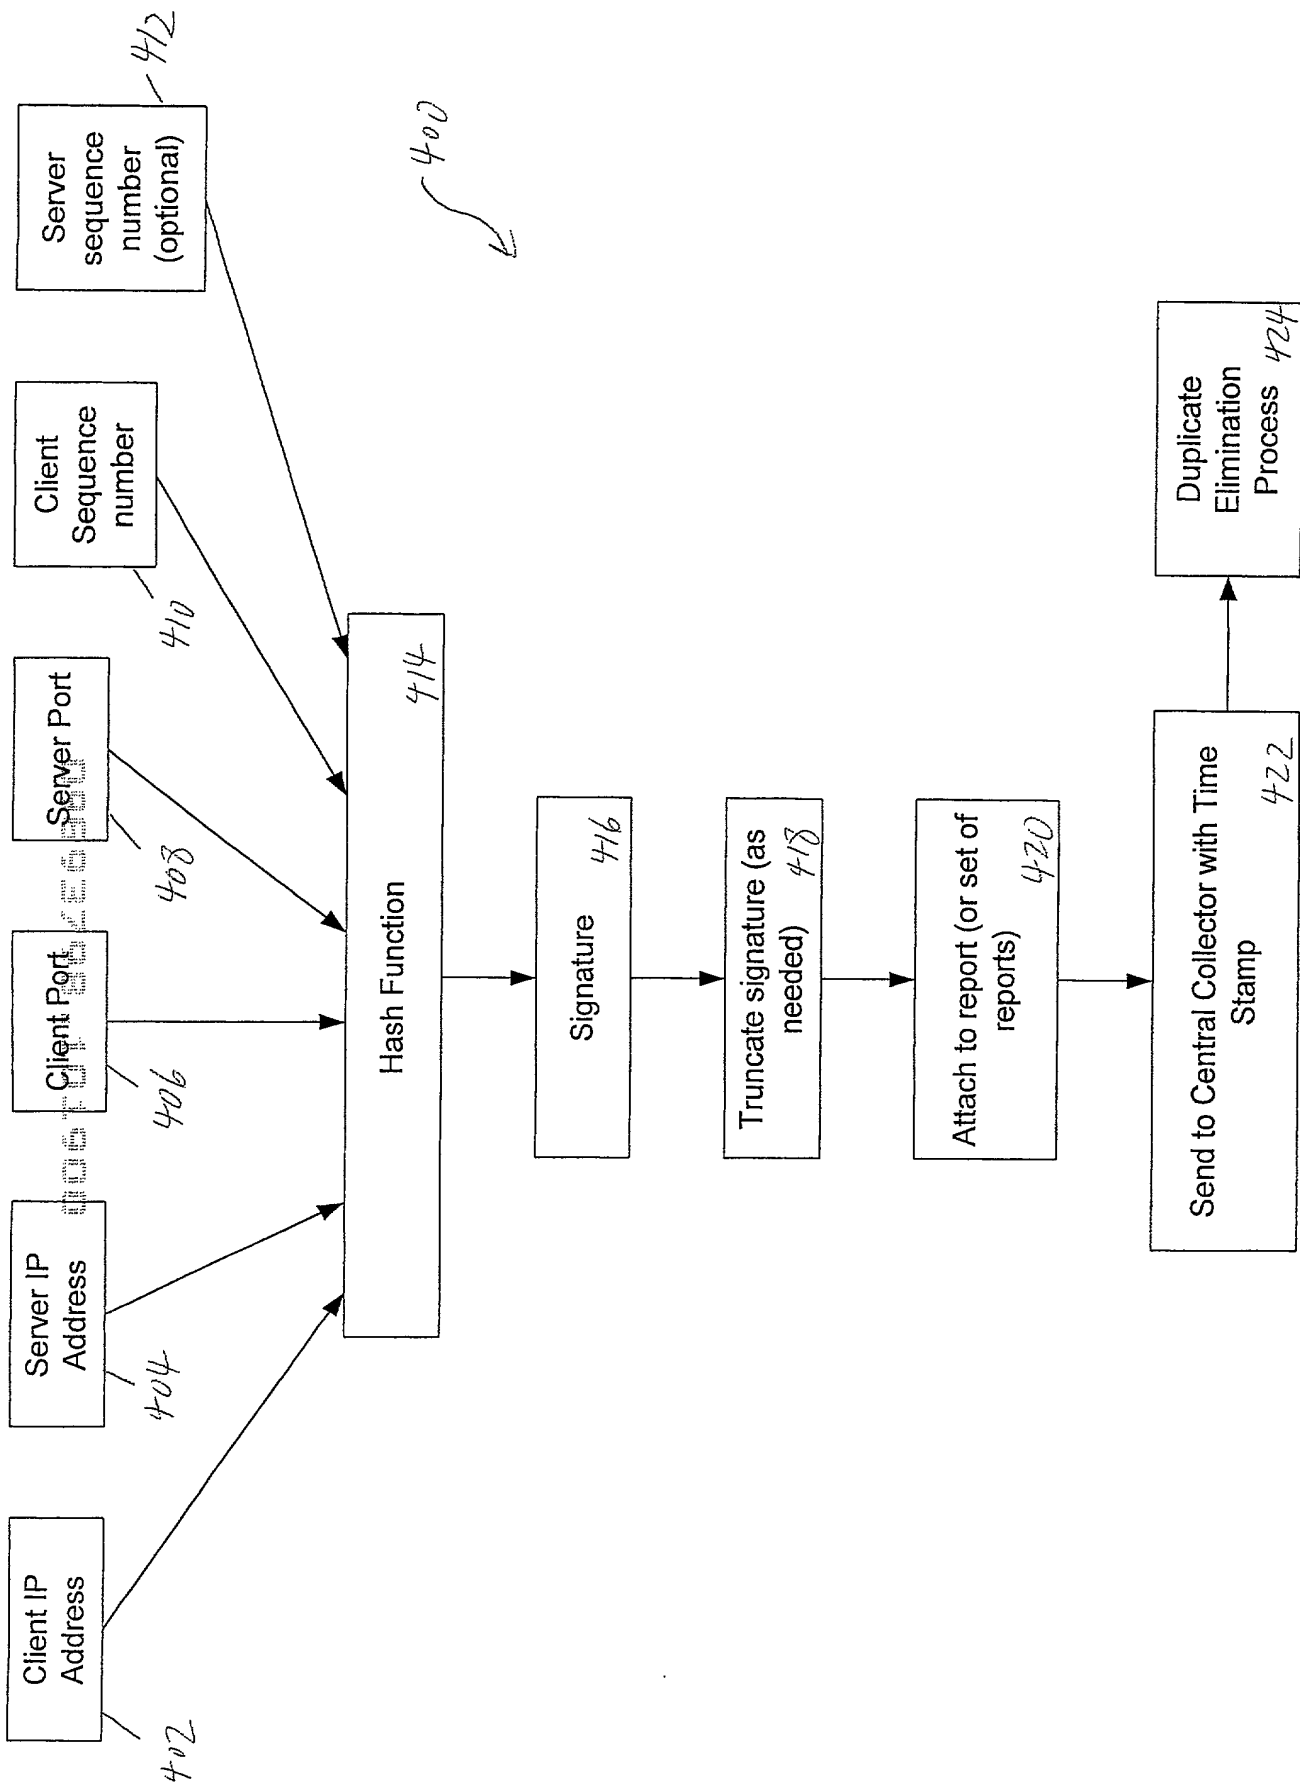 Client IP
Address
402
Server IP
Address
404
Client Port
406
Server Port
408
Client
Sequence
number
410
Server
sequence
number
(optional)
412
400
Hash Function
414
Signature
416
Truncate signature (as
needed)
418
Attach to report (or set of
reports)
420
Send to Central Collector with Time
Stamp
422
Duplicate
Elimination
Process
424